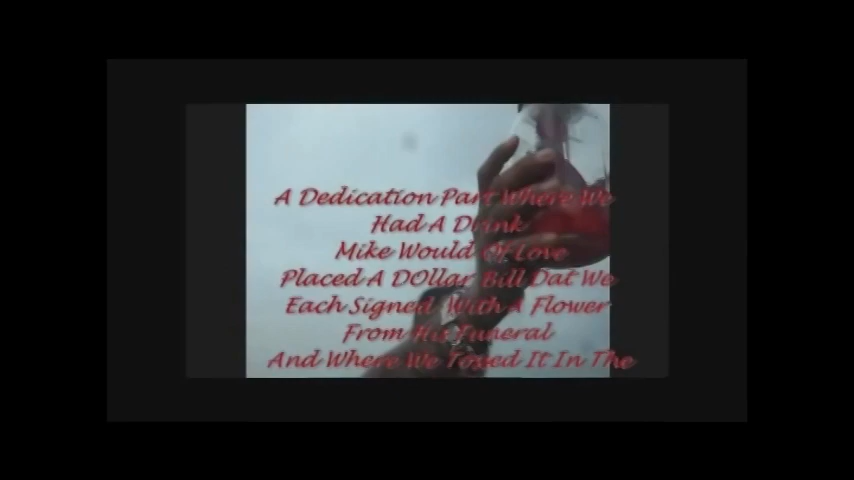 A Dedication Part Where We
Had A Drink
Mike Would Of Love
Placed A DOllar Bill Dat We
Each Signed With A Flower
From His Funeral
And Where We Tossed It In The